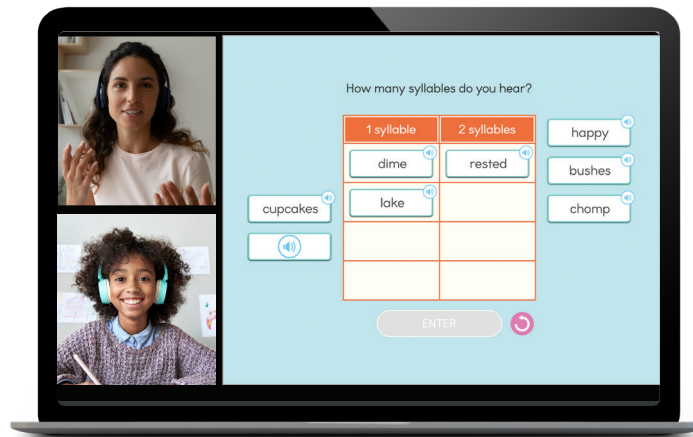 How many syllables do you hear?
1 syllable 2 syllables
dime rested
lake
cupcakes
happy
bushes
chomp
ENTER